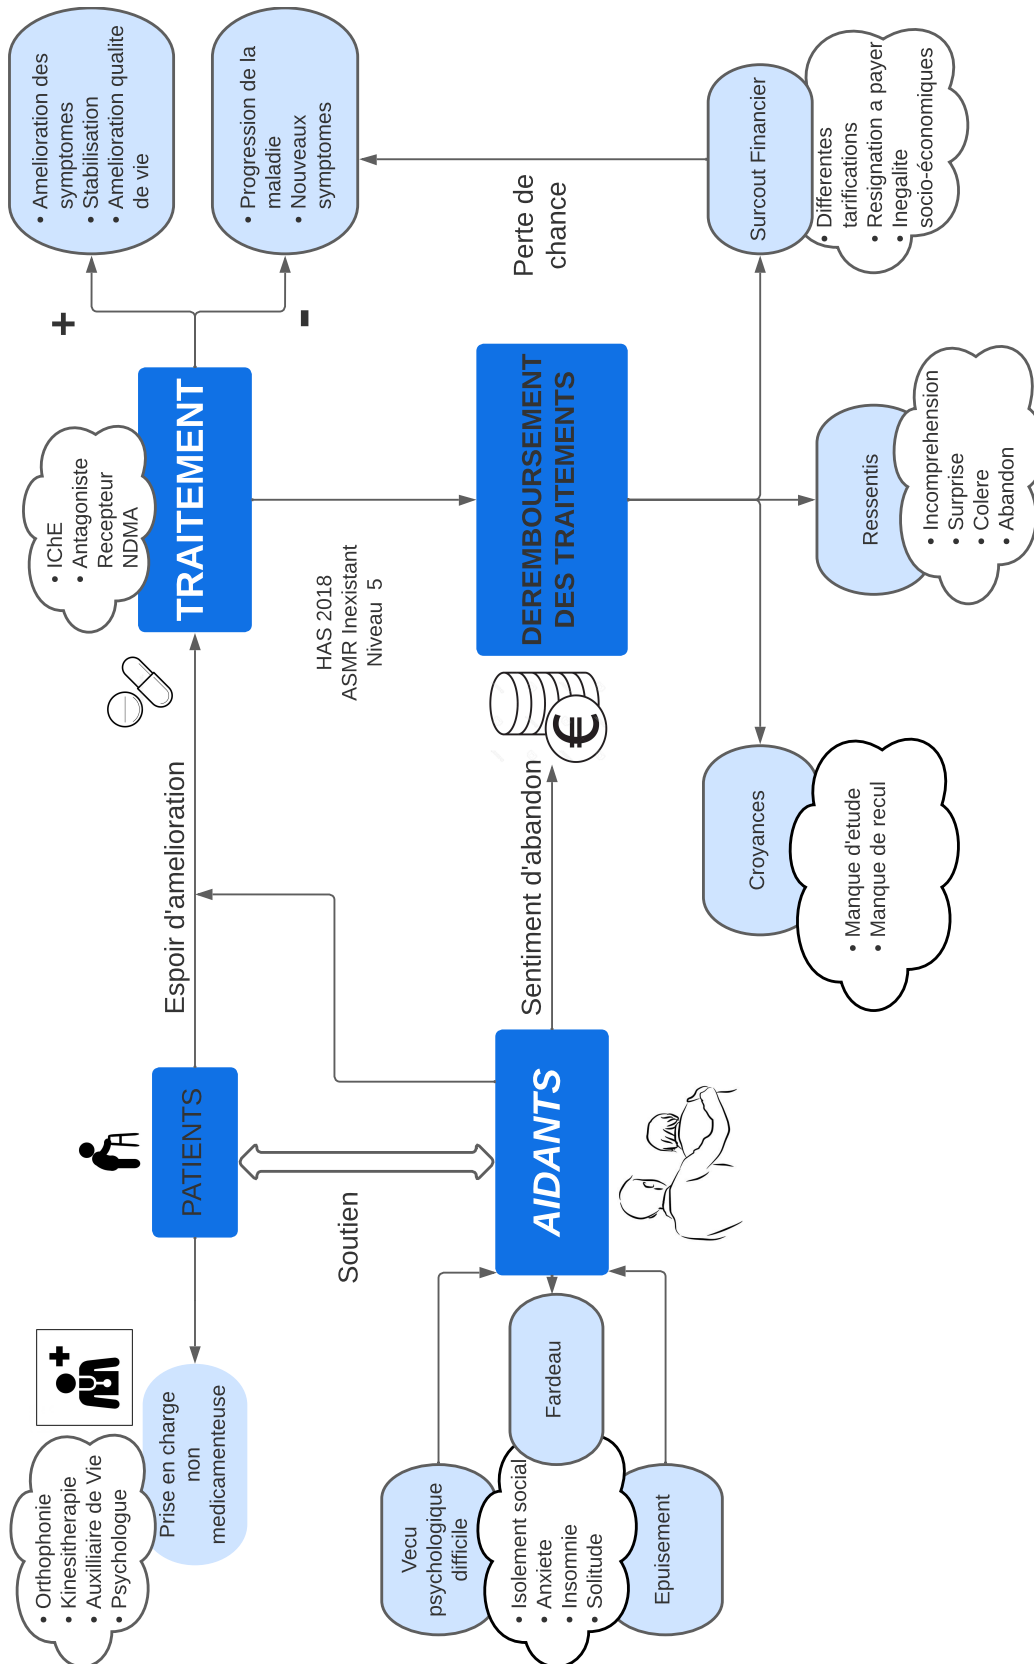 Orthophonie
Kinesitherapie
Auxilliaire de Vie
Psychologue
Prise en charge
non
medicamenteuse
PATIENTS
Espoir d'amelioration
IChE
Antagoniste
Recepteur
NDMA
TRAITEMENT
+
-
Amelioration des
symptomes
Stabilisation
Amelioration qualite
de vie
Progression de la
maladie
Nouveaux
symptomes
Soutien
HAS 2018
ASMR Inexistant
Niveau 5
Vecu
psychologique
difficile
Isolement social
Anxiete
Insomnie
Solitude
Fardeau
Epuisement
AIDANTS
Sentiment d'abandon
€
DEREMBOURSEMENT
DES TRAITEMENTS
Perte de
chance
Croyances
Manque d'etude
Manque de recul
Ressentis
Incomprehension
Surprise
Colere
Abandon
Surcout Financier
Differentes
tarifications
Resignation a payer
Inegalite
socio-économiques